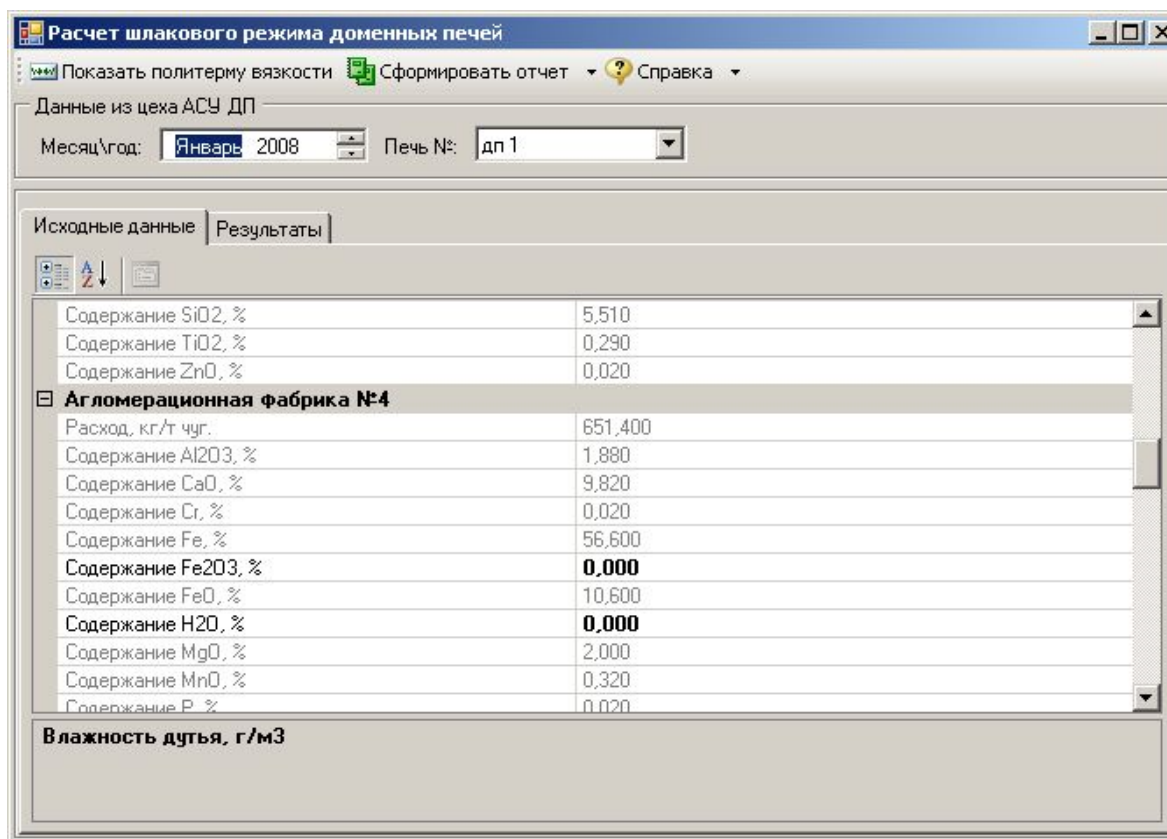 Расчет шлакового режима доменных печей
Показать политерму вязкости Сформировать отчет Справка
Данные из цеха АСУ ДП
Месяц\год: Январь 2008 Печь №: дп 1
Исходные данные Результаты
Содержание SiO2, % 5,510
Содержание TiO2, % 0,290
Содержание ZnO, % 0,020
Агломерационная фабрика №4
Расход, кг/т чуг. 651,400
Содержание Al2O3, % 1,880
Содержание CaO, % 9,820
Содержание Cr, % 0,020
Содержание Fe, % 56,600
Содержание Fe2O3, % 0,000
Содержание FeO, % 10,600
Содержание H2O, % 0,000
Содержание MgO, % 2,000
Содержание MnO, % 0,320
Содержание P, % 0,020
Влажность дутья, г/м3